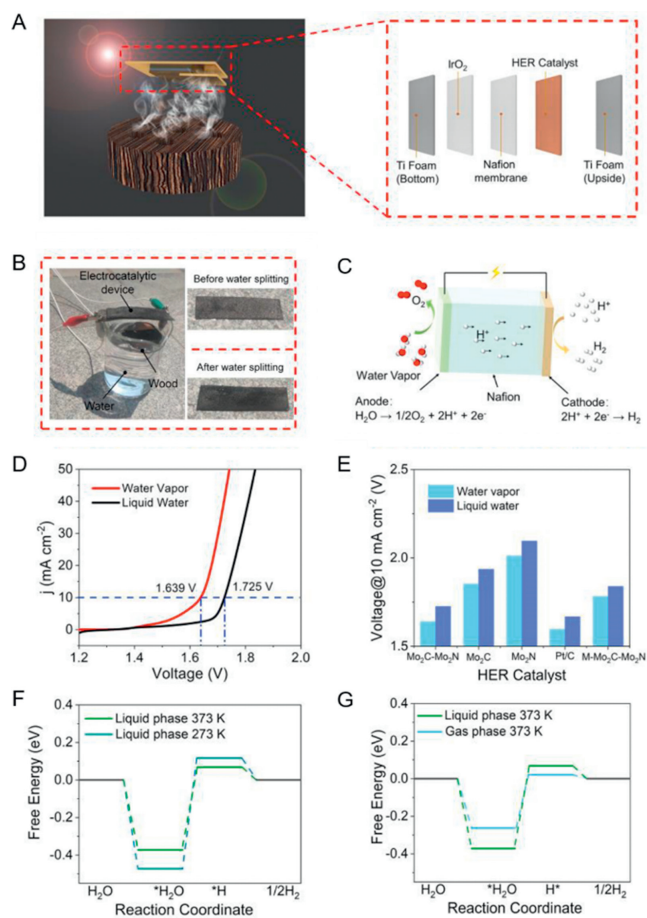 A
IrO₂
HER Catalyst
Ti Foam
(Bottom)
Nafion
membrane
Ti Foam
(Upside)
B
Electrocatalytic
device
Water
Wood
Before water splitting
After water splitting
C
O₂
H⁺
H⁺
H₂
Water Vapor
Nafion
Anode:
H₂O → 1/2O₂ + 2H⁺ + 2e⁻
Cathode:
2H⁺ + 2e⁻ → H₂
D
50
40
30
20
10
0
j (mA cm⁻²)
Water Vapor
Liquid Water
1.639 V
1.725 V
1.2 1.4 1.6 1.8 2.0
Voltage (V)
E
2.5
2.0
1.5
Voltage@10 mA cm⁻² (V)
Water vapor
Liquid water
Mo₂C-Mo₂N Mo₂C Mo₂N Pt/C M-Mo₂C-Mo₂N
HER Catalyst
F
0.4
0.2
0.0
-0.2
-0.4
Free Energy (eV)
Liquid phase 373 K
Liquid phase 273 K
H₂O *H₂O *H 1/2H₂
Reaction Coordinate
G
0.4
0.2
0.0
-0.2
-0.4
Free Energy (eV)
Liquid phase 373 K
Gas phase 373 K
H₂O *H₂O H* 1/2H₂
Reaction Coordinate